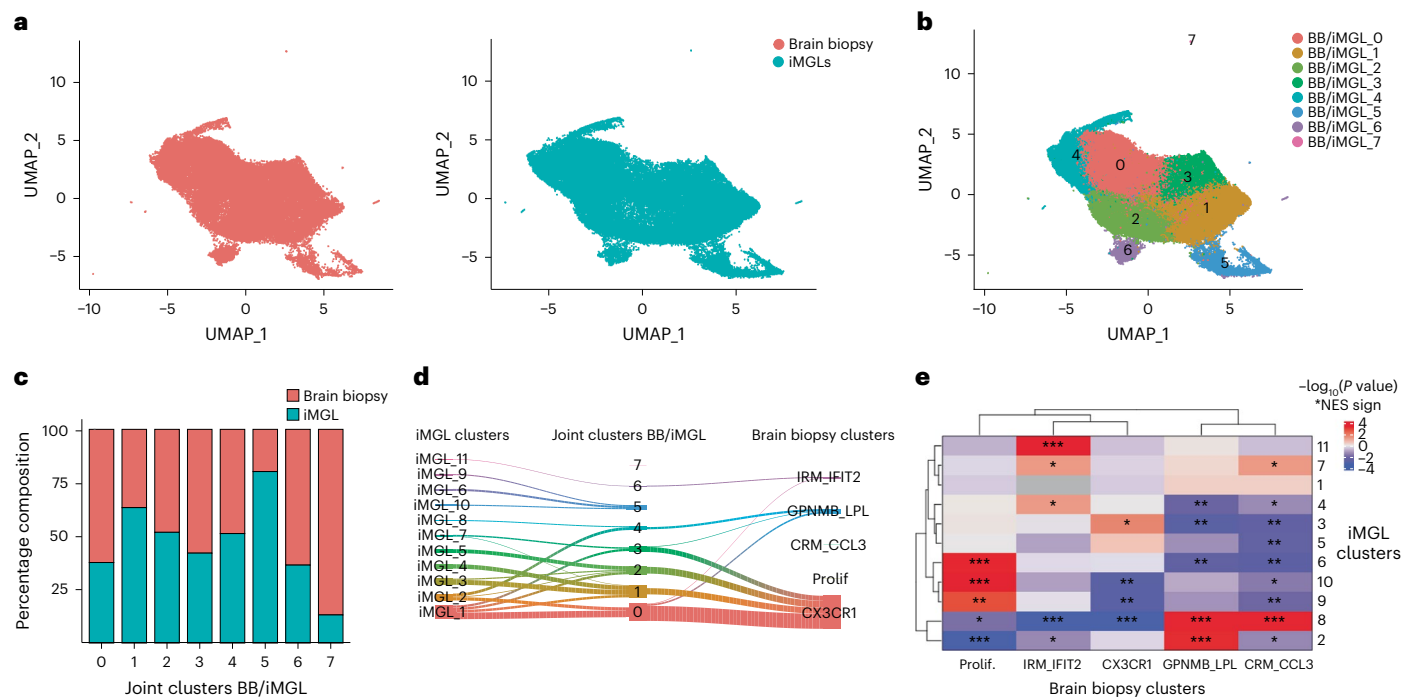 a
10
5
0
−5
UMAP_2
−10
−5
0
5
UMAP_1
10
5
0
−5
UMAP_2
−5
0
5
UMAP_1
Brain biopsy
iMGLs
b
10
5
0
−5
UMAP_2
−10
−5
0
5
UMAP_1
7
4
0
3
1
2
6
5
BB/iMGL_0
BB/iMGL_1
BB/iMGL_2
BB/iMGL_3
BB/iMGL_4
BB/iMGL_5
BB/iMGL_6
BB/iMGL_7
c
Brain biopsy
iMGL
Percentage composition
100
75
50
25
0 1 2 3 4 5 6 7
Joint clusters BB/iMGL
d
iMGL clusters
Joint clusters BB/iMGL
Brain biopsy clusters
iMGL_11
iMGL_9
iMGL_6
iMGL_10
iMGL_8
iMGL_7
iMGL_5
iMGL_4
iMGL_3
iMGL_2
iMGL_1
7
6
5
4
3
2
1
0
IRM_IFIT2
GPNMB_LPL
CRM_CCL3
Prolif
CX3CR1
e
−log10(P value)
*NES sign
4
2
0
−2
−4
*** 11
* * 7
1
* ** * 4
* ** ** 3
** 5
*** ** ** 6
*** ** * 10
** ** ** 9
* *** *** *** *** 8
*** * *** * 2
iMGL
clusters
Prolif. IRM_IFIT2 CX3CR1 GPNMB_LPL CRM_CCL3
Brain biopsy clusters